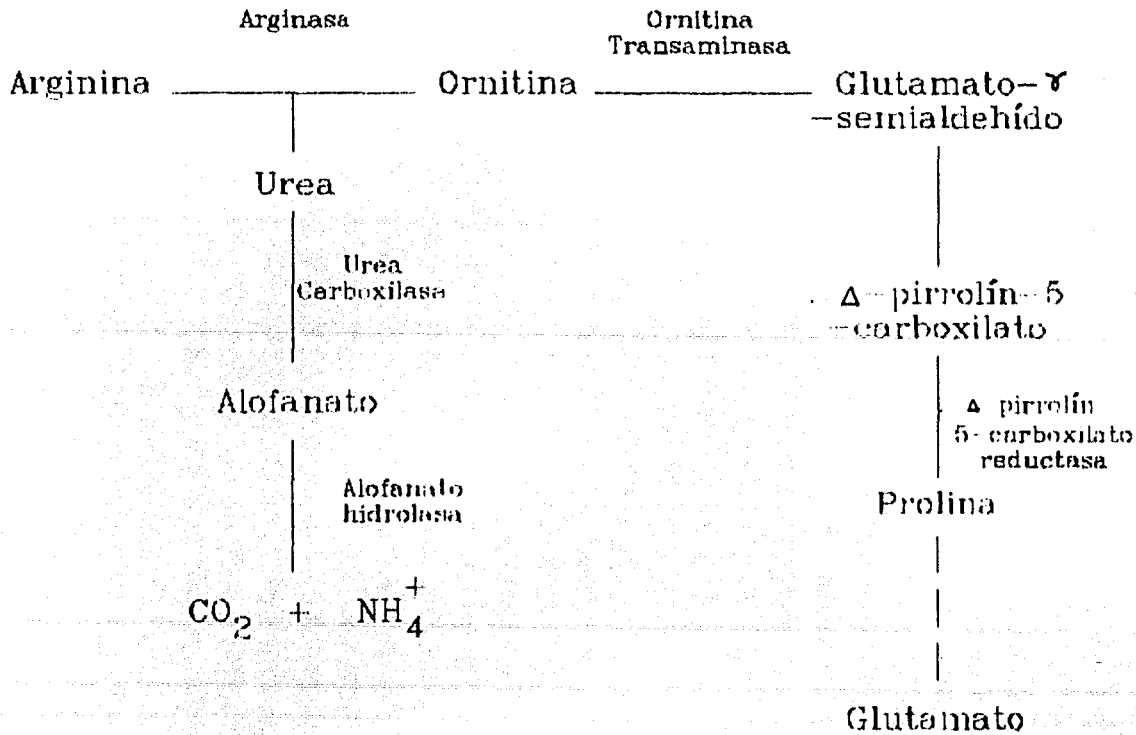 Arginasa
Ornitina
Transaminasa
Arginina
Ornitina
Glutamato-γ
-semialdehído
Urea
Urea
Carboxilasa
Δ-pirrolín-5
-carboxilato
Alofanato
Δ pirrolín
5-carboxilato
reductasa
Alofanato
hidrolasa
Prolina
CO₂ + NH₄⁺
Glutamato